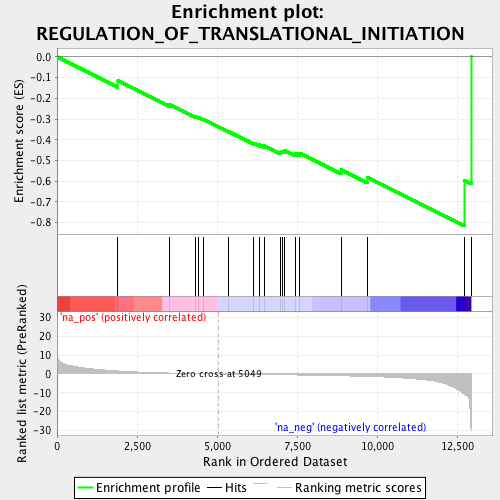 Enrichment plot:
REGULATION_OF_TRANSLATIONAL_INITIATION
Enrichment score (ES)
0.0
-0.1
-0.2
-0.3
-0.4
-0.5
-0.6
-0.7
-0.8
'na_pos' (positively correlated)
Ranked list metric (PreRanked)
30
20
10
0
-10
-20
-30
Zero cross at 5049
'na_neg' (negatively correlated)
0
2,500
5,000
7,500
10,000
12,500
Rank in Ordered Dataset
Enrichment profile
Hits
Ranking metric scores